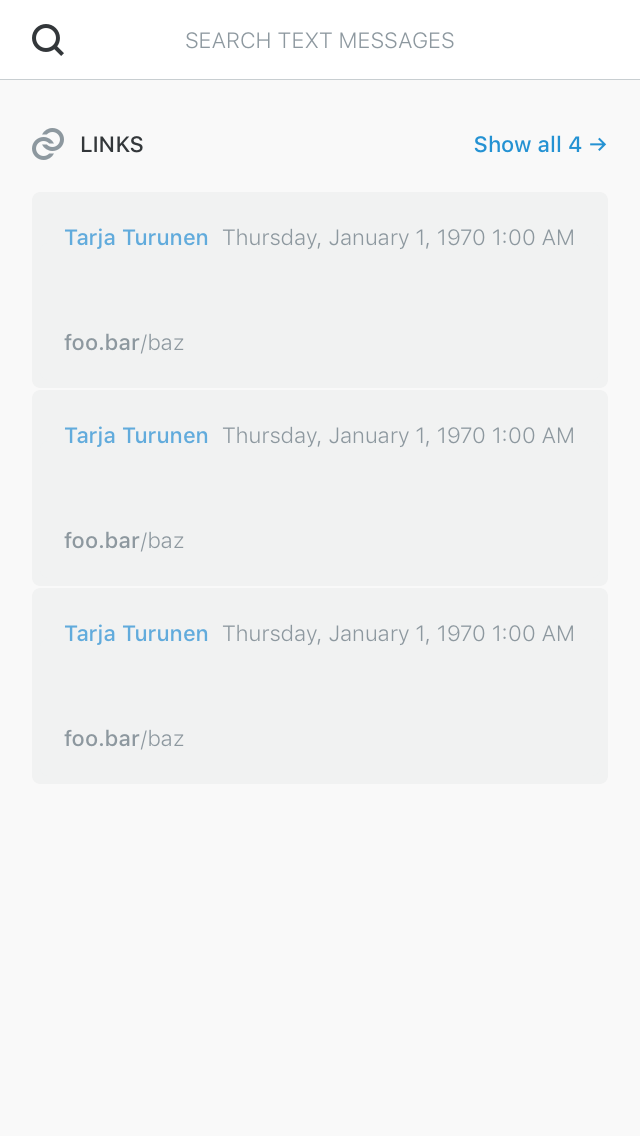 SEARCH TEXT MESSAGES
LINKS Show all 4 →
Tarja Turunen Thursday, January 1, 1970 1:00 AM
foo.bar/baz
Tarja Turunen Thursday, January 1, 1970 1:00 AM
foo.bar/baz
Tarja Turunen Thursday, January 1, 1970 1:00 AM
foo.bar/baz